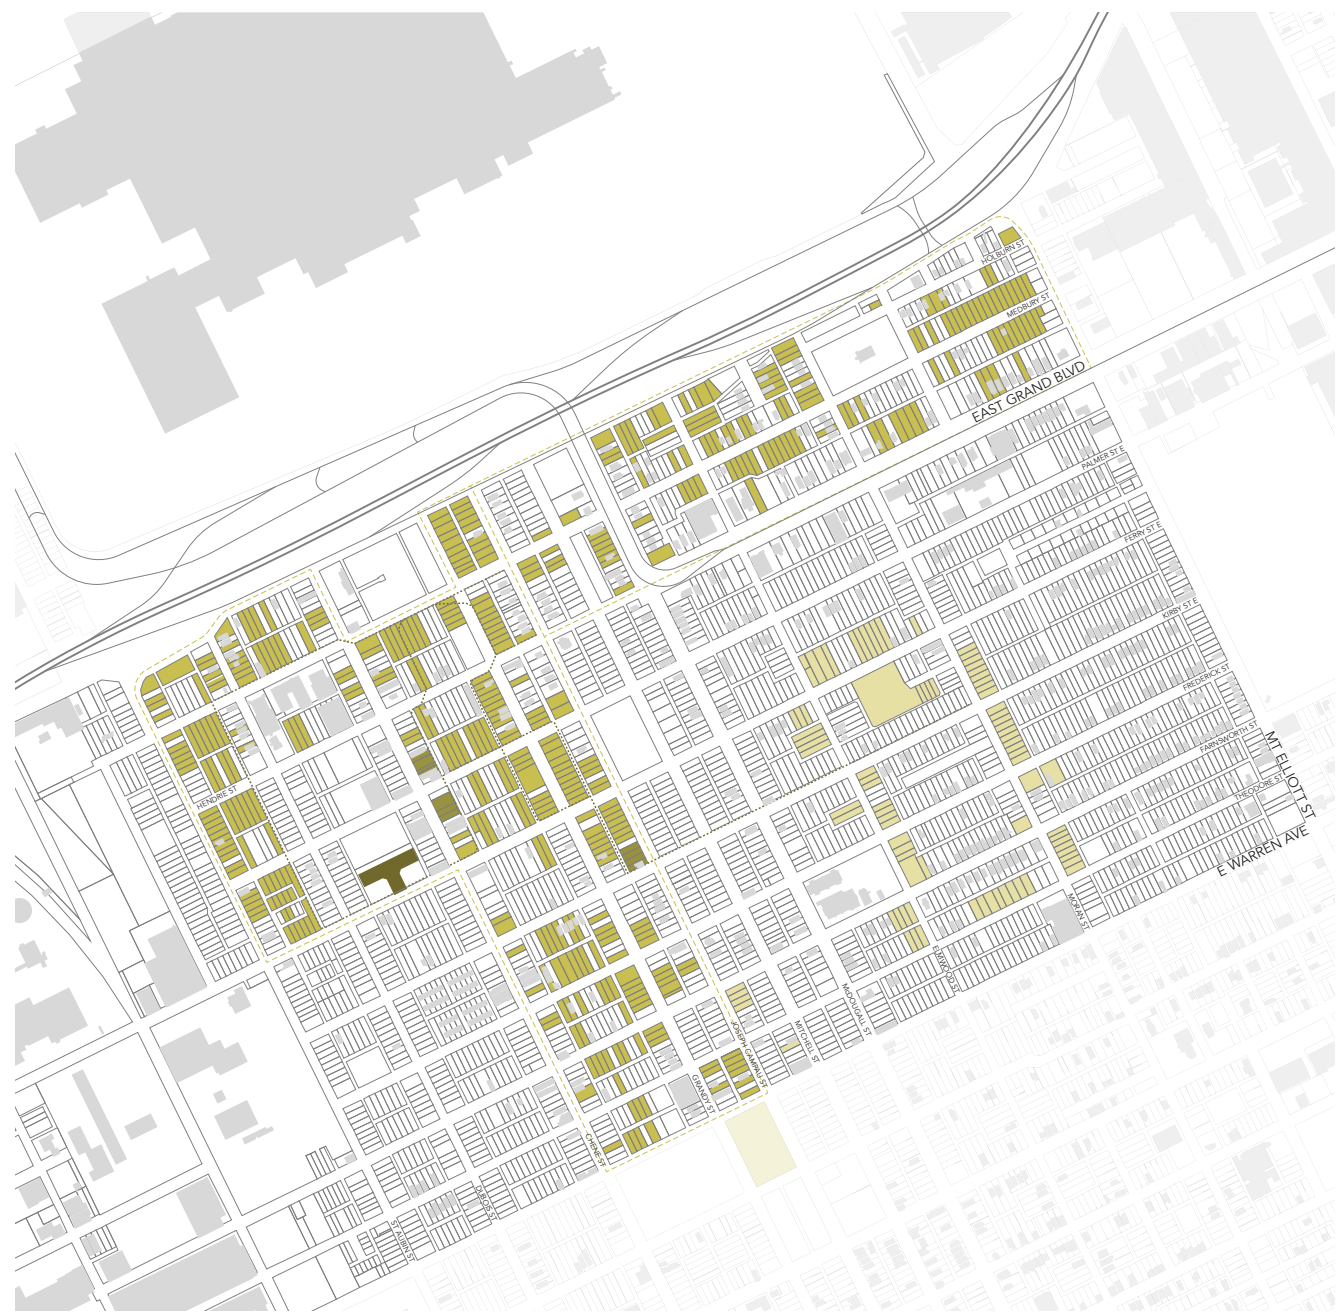 HOLBURN ST
MEDBURY ST
EAST GRAND BLVD
PALMER ST E
FERRY ST E
KIRBY ST E
FREDERICK ST
FARNSWORTH ST
MT ELLIOTT ST
THEODORE ST
HENDRIE ST
E WARREN AVE
MORAN ST
ELMWOOD ST
McDOUGALL ST
MITCHELL ST
JOSEPH CAMPAU ST
GRANDY ST
CHENE ST
DUBOIS ST
ST AUBIN ST